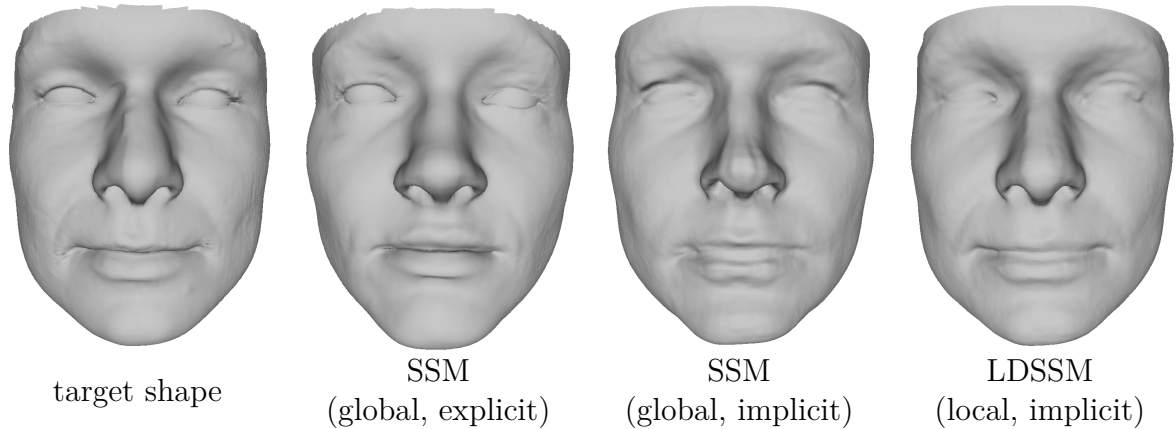 target shape
SSM
(global, explicit)
SSM
(global, implicit)
LDSSM
(local, implicit)